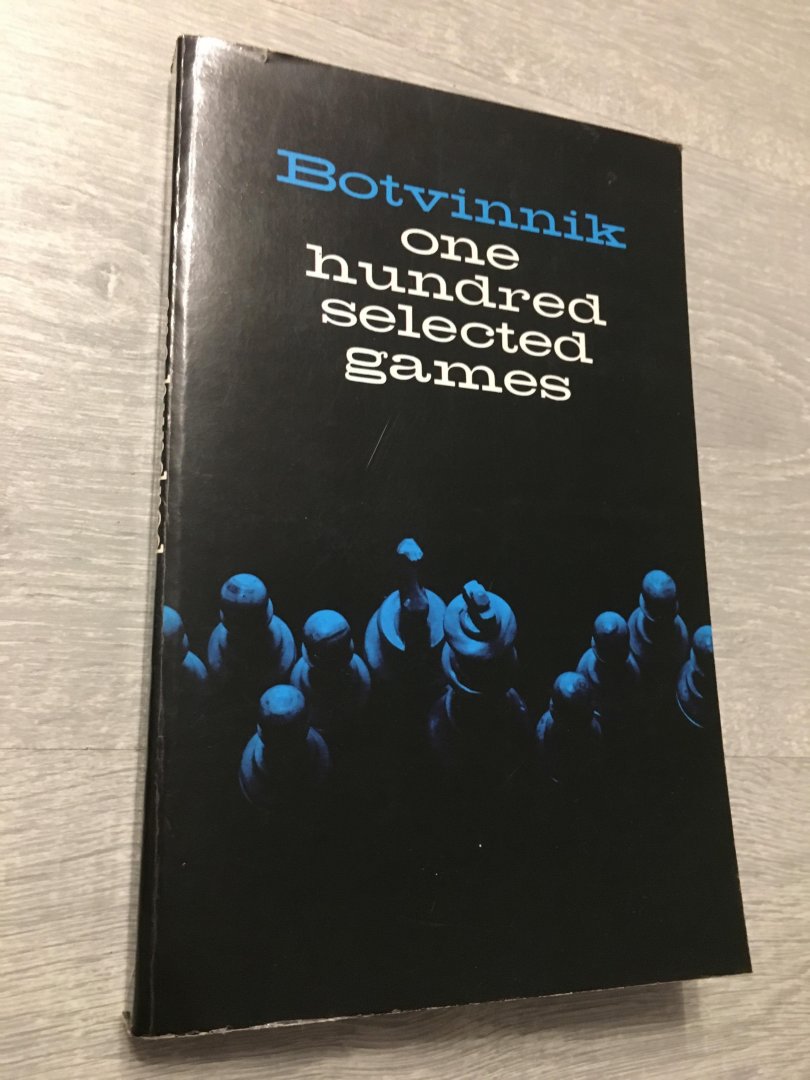 Botvinnik
one
hundred
selected
games